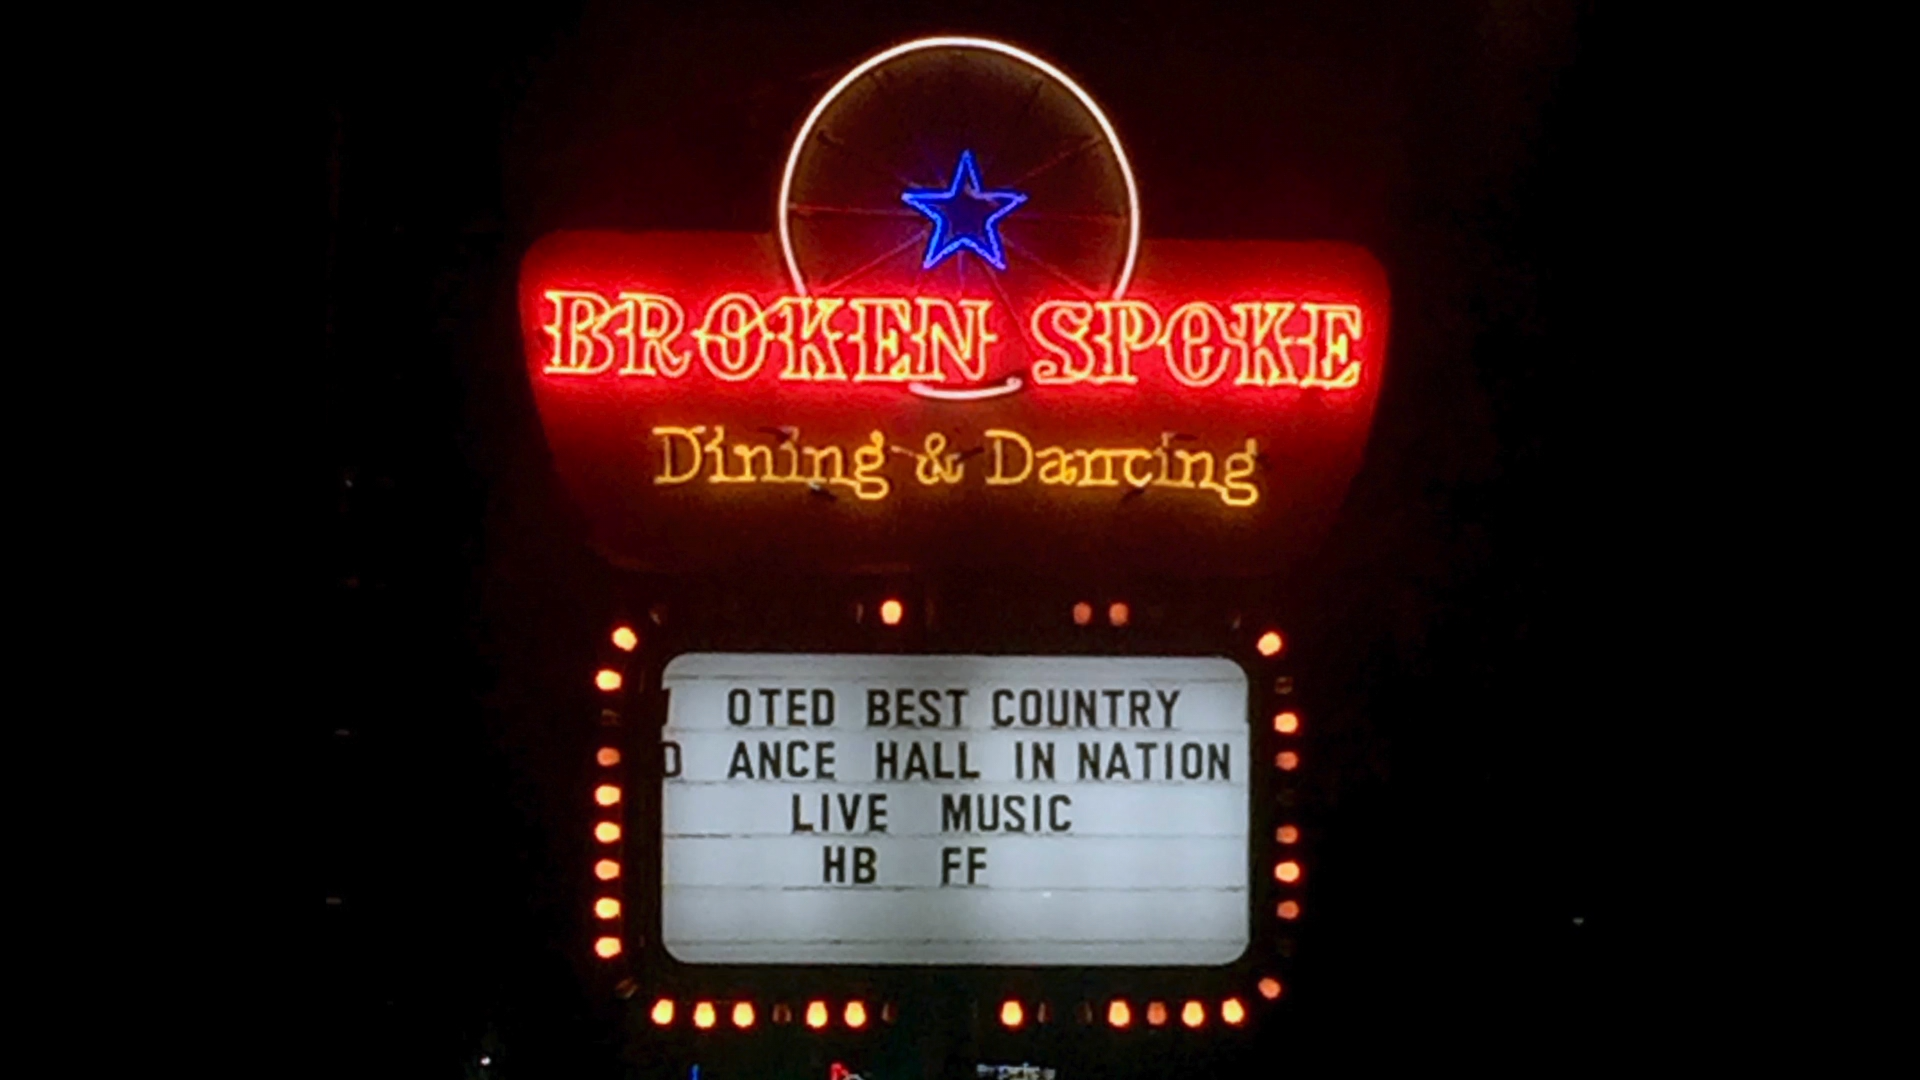 BROKEN SPOKE
Dining & Dancing
OTED BEST COUNTRY
D ANCE HALL IN NATION
LIVE MUSIC
HB FF